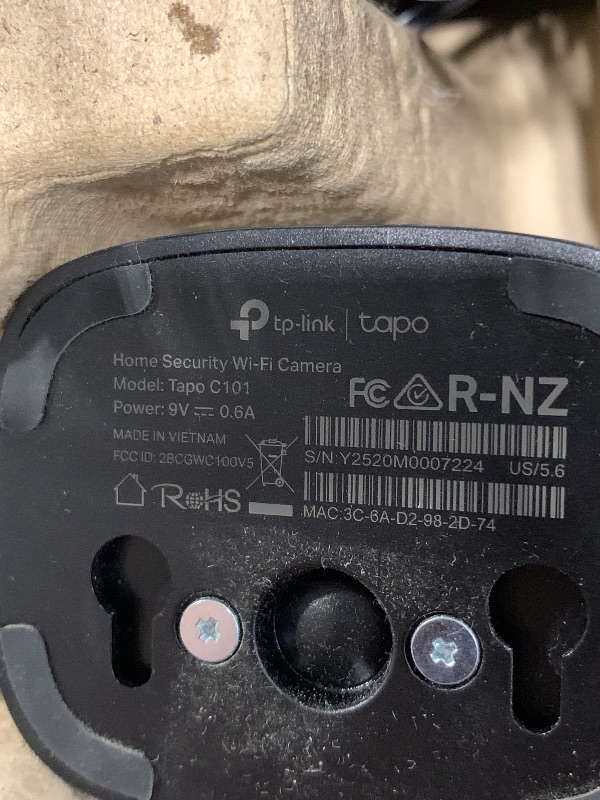 tp-link | tapo
Home Security Wi-Fi Camera
Model: Tapo C101
Power: 9V ⎓ 0.6A
FC R-NZ
MADE IN VIETNAM
FCC ID: 2BCGWC100V5
S/N:Y2520M0007224 US/5.6
RoHS
MAC:3C-6A-D2-98-2D-74